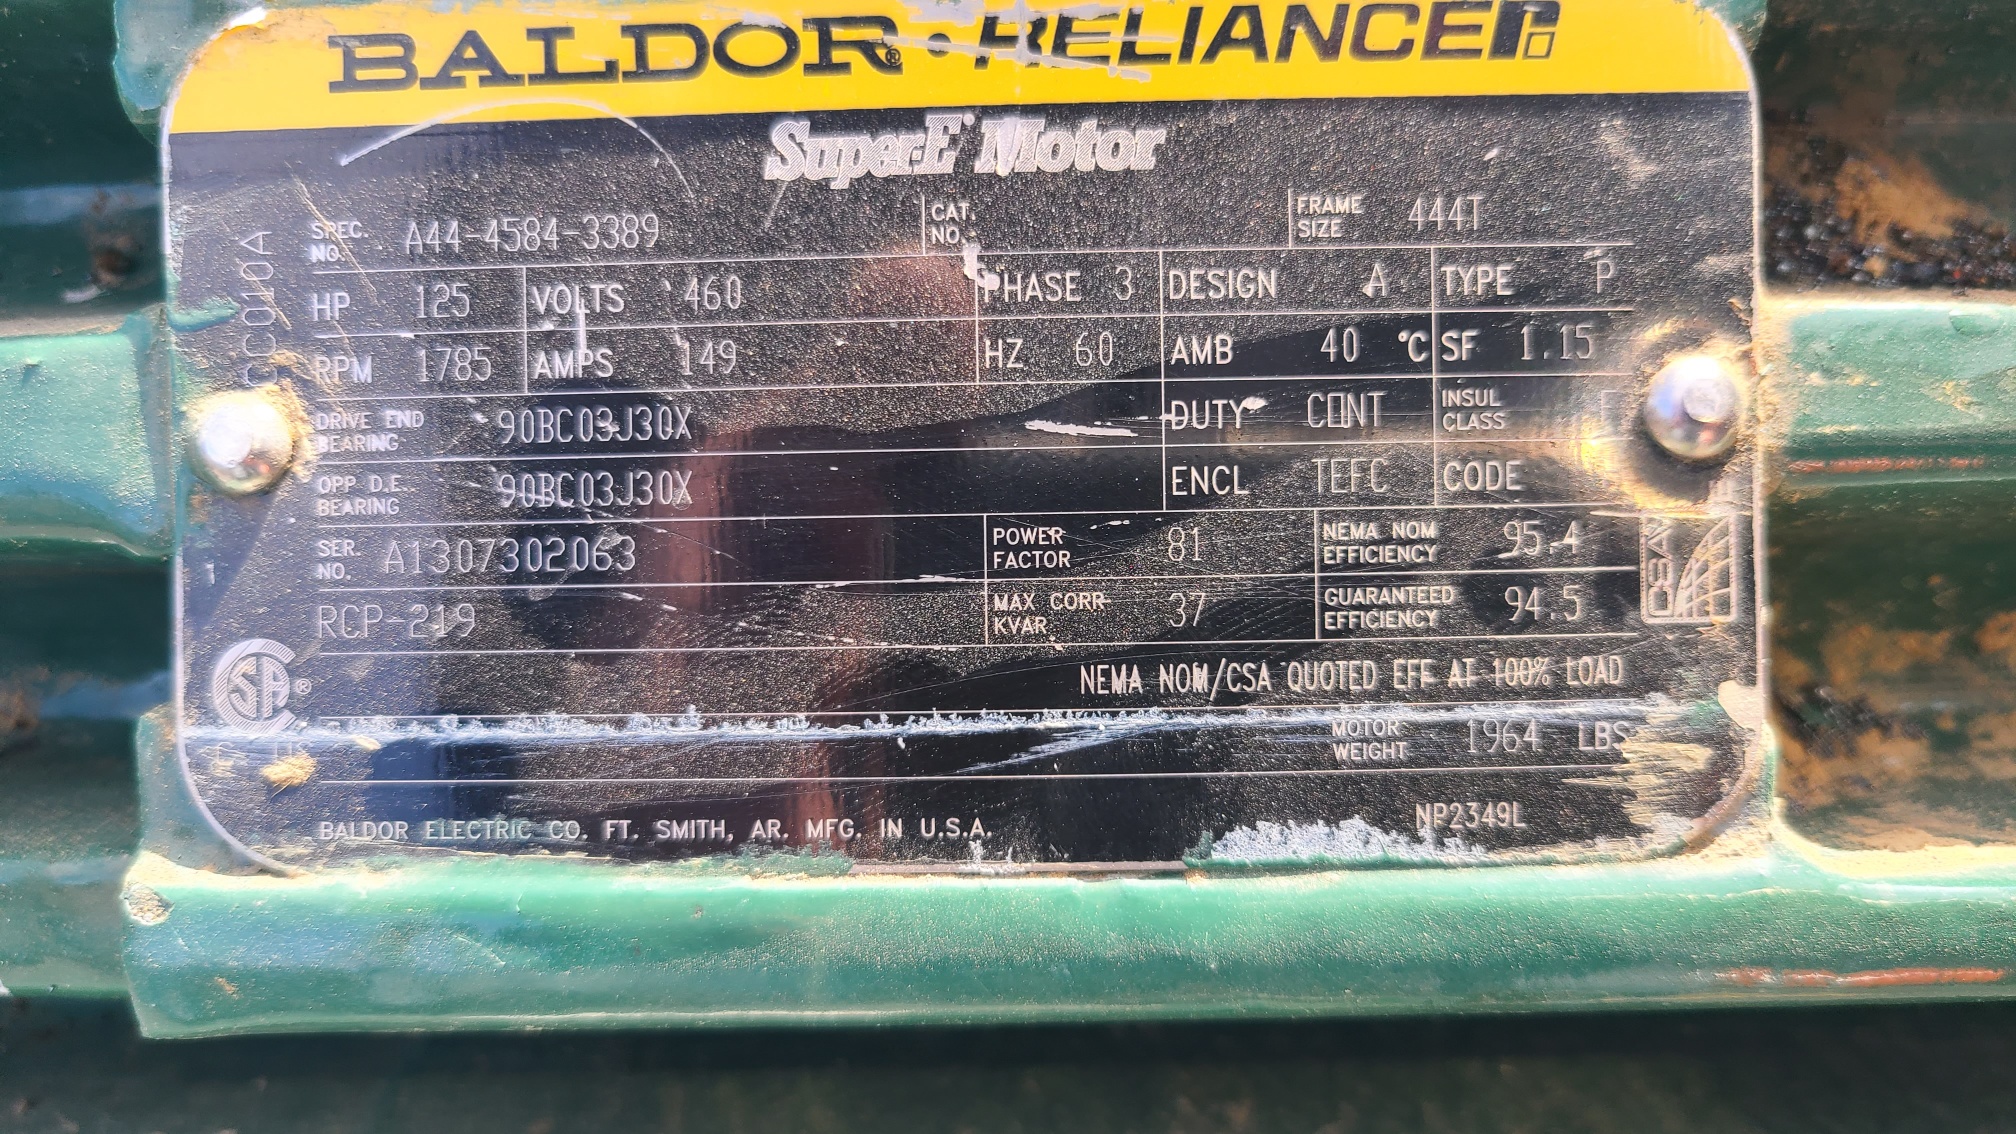 BALDOR® · RELIANCE
Super-E® Motor
SPEC. NO. A44-4584-3389 CAT. NO. FRAME SIZE 444T
HP 125 VOLTS 460 PHASE 3 DESIGN A TYPE P
RPM 1785 AMPS 149 HZ 60 AMB 40 °C SF 1.15
DRIVE END BEARING 90BC03J30X DUTY CONT INSUL CLASS F
OPP D.E. BEARING 90BC03J30X ENCL TEFC CODE
SER. NO. A1307302063 POWER FACTOR 81 NEMA NOM EFFICIENCY 95.4
RCP-219 MAX CORR KVAR 37 GUARANTEED EFFICIENCY 94.5
NEMA NOM/CSA QUOTED EFF AT 100% LOAD
MOTOR WEIGHT 1964 LBS
BALDOR ELECTRIC CO. FT. SMITH, AR. MFG. IN U.S.A. NP2349L
CC010A
CSA®